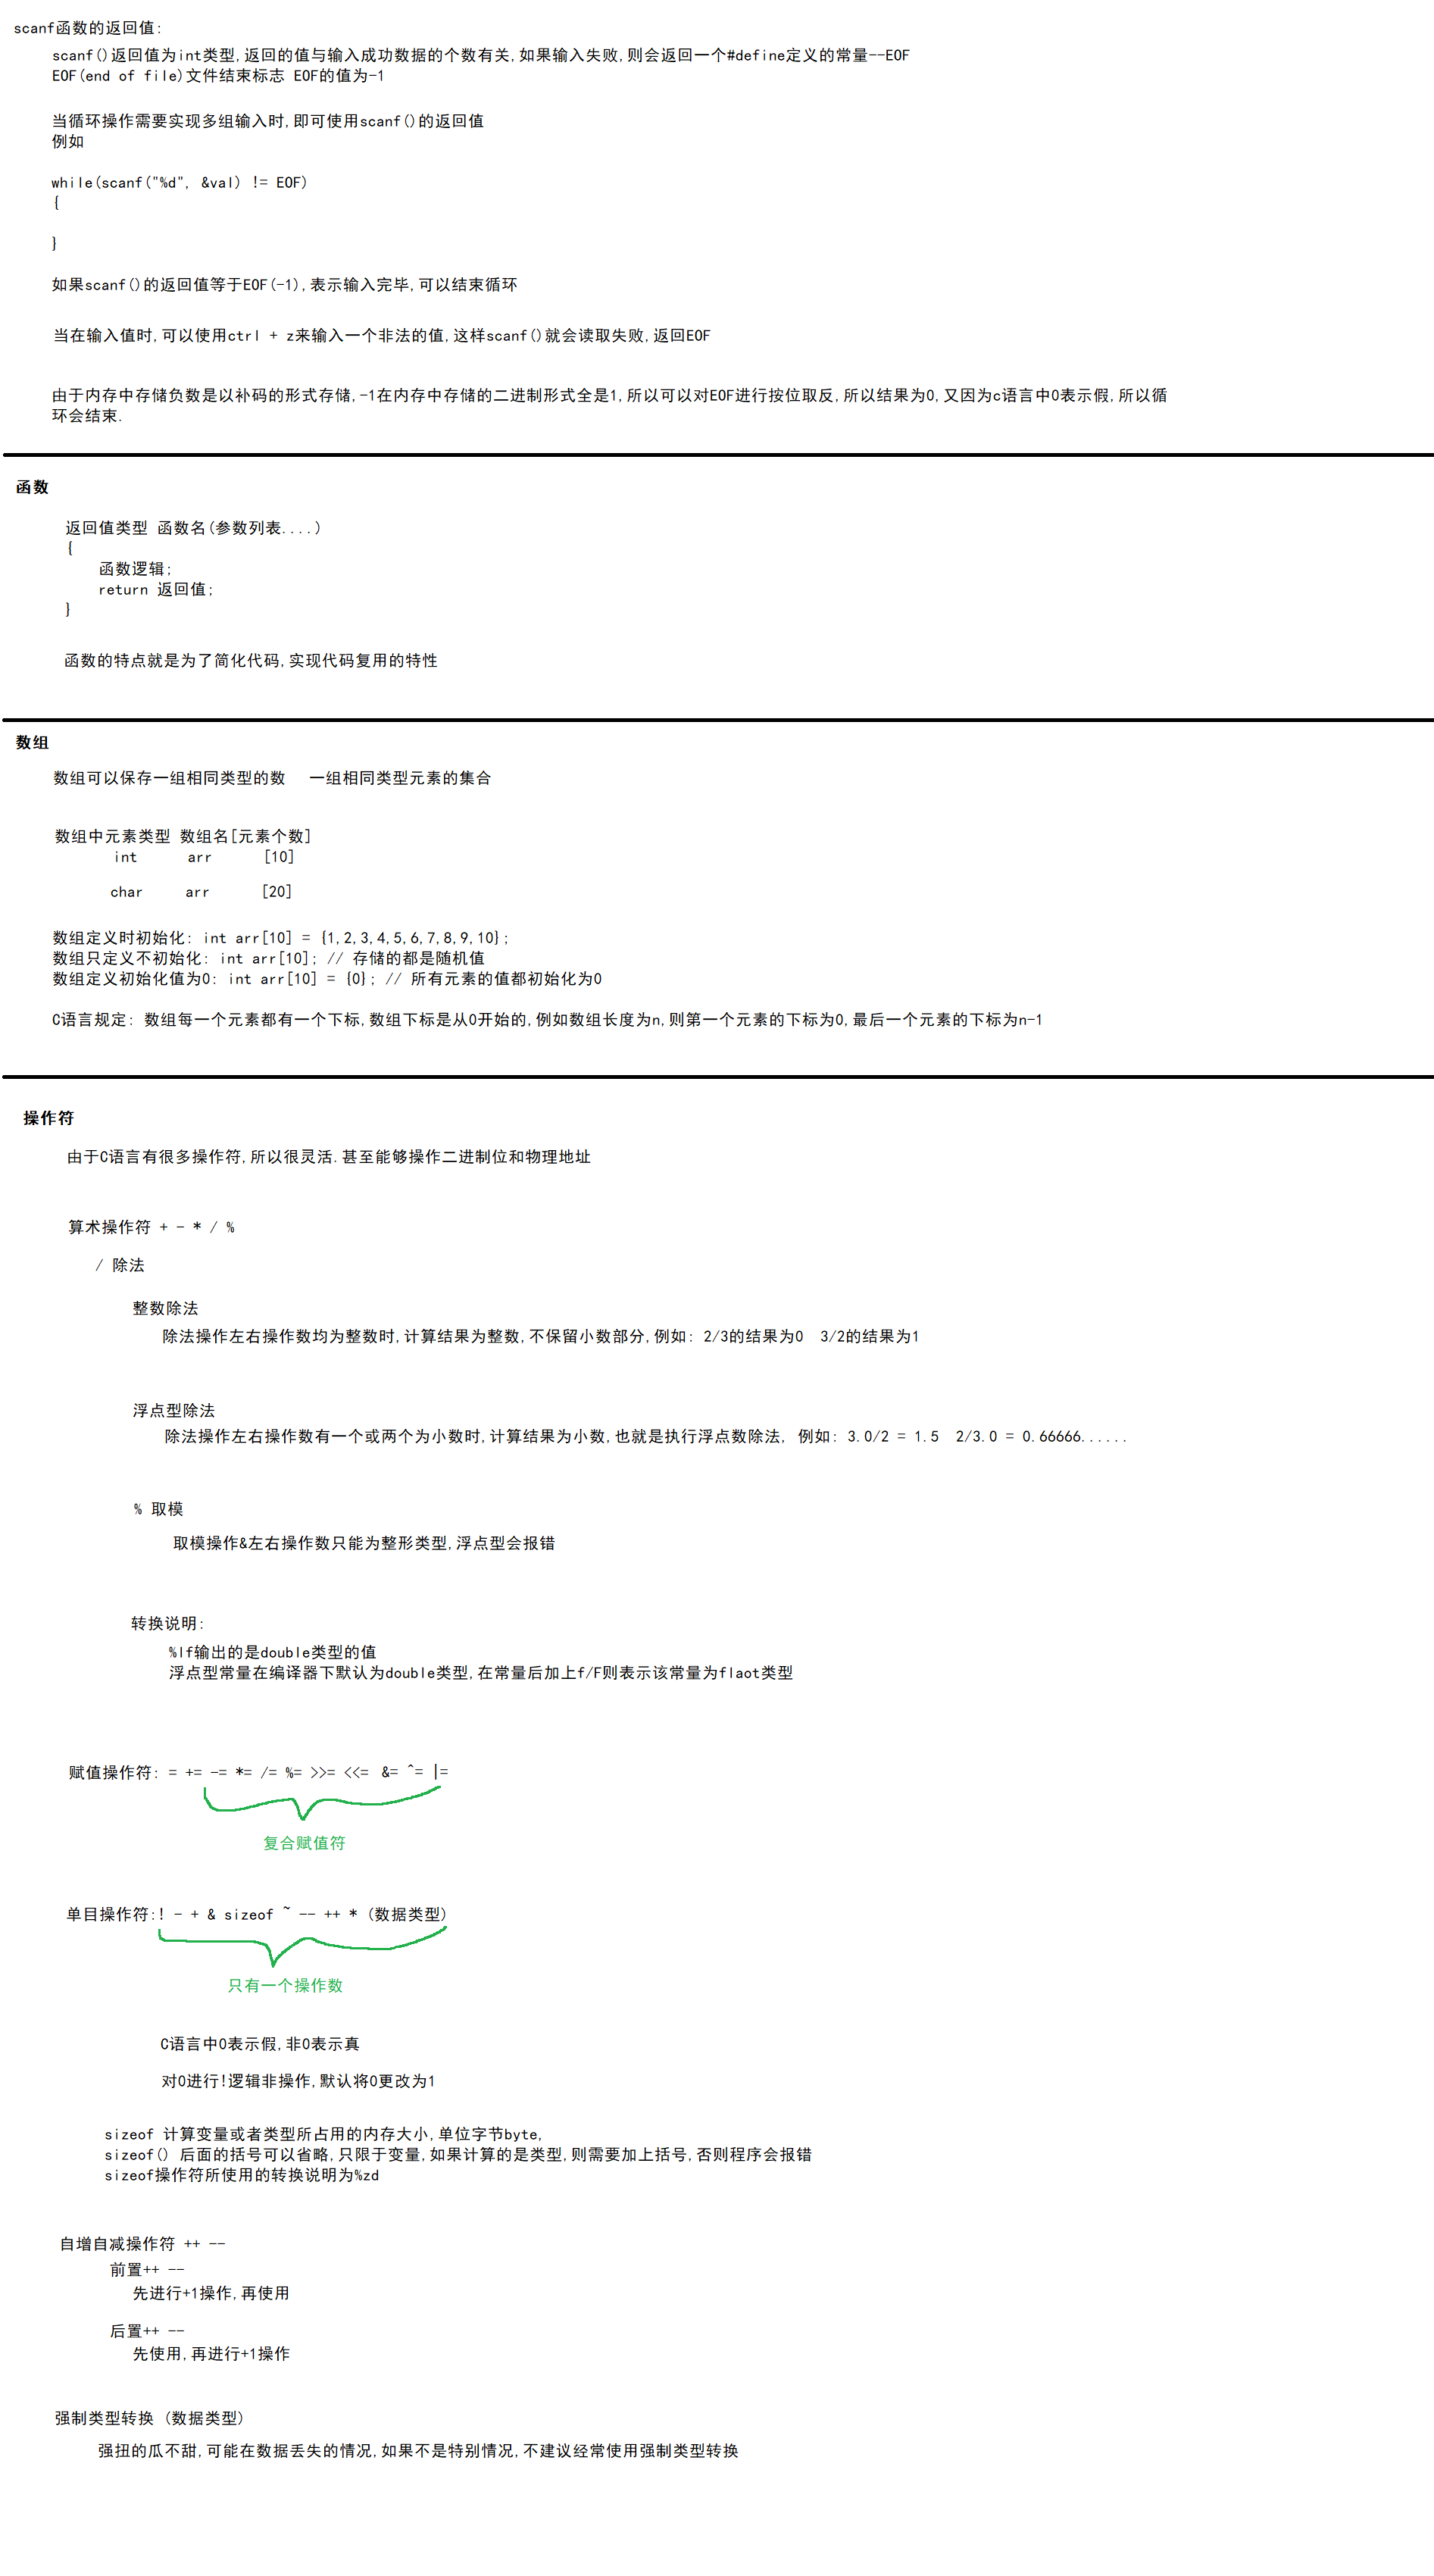 scanf函数的返回值:
scanf()返回值为int类型,返回的值与输入成功数据的个数有关,如果输入失败,则会返回一个#define定义的常量--EOF
EOF(end of file)文件结束标志 EOF的值为-1
当循环操作需要实现多组输入时,即可使用scanf()的返回值
例如
while(scanf("%d", &val) != EOF)
{
}
如果scanf()的返回值等于EOF(-1),表示输入完毕,可以结束循环
当在输入值时,可以使用ctrl + z来输入一个非法的值,这样scanf()就会读取失败,返回EOF
由于内存中存储负数是以补码的形式存储,-1在内存中存储的二进制形式全是1,所以可以对EOF进行按位取反,所以结果为0,又因为c语言中0表示假,所以循
环会结束.
函数
返回值类型 函数名(参数列表....)
{
函数逻辑;
return 返回值;
}
函数的特点就是为了简化代码,实现代码复用的特性
数组
数组可以保存一组相同类型的数 一组相同类型元素的集合
数组中元素类型 数组名[元素个数]
int arr [10]
char arr [20]
数组定义时初始化: int arr[10] = {1,2,3,4,5,6,7,8,9,10};
数组只定义不初始化: int arr[10]; // 存储的都是随机值
数组定义初始化值为0: int arr[10] = {0}; // 所有元素的值都初始化为0
C语言规定: 数组每一个元素都有一个下标,数组下标是从0开始的,例如数组长度为n,则第一个元素的下标为0,最后一个元素的下标为n-1
操作符
由于C语言有很多操作符,所以很灵活.甚至能够操作二进制位和物理地址
算术操作符 + - * / %
/ 除法
整数除法
除法操作左右操作数均为整数时,计算结果为整数,不保留小数部分,例如: 2/3的结果为0 3/2的结果为1
浮点型除法
除法操作左右操作数有一个或两个为小数时,计算结果为小数,也就是执行浮点数除法, 例如: 3.0/2 = 1.5 2/3.0 = 0.66666......
% 取模
取模操作&左右操作数只能为整形类型,浮点型会报错
转换说明:
%lf输出的是double类型的值
浮点型常量在编译器下默认为double类型,在常量后加上f/F则表示该常量为flaot类型
赋值操作符: = += -= *= /= %= >>= <<= &= ^= |=
复合赋值符
单目操作符:! - + & sizeof ~ -- ++ * (数据类型)
只有一个操作数
C语言中0表示假,非0表示真
对0进行!逻辑非操作,默认将0更改为1
sizeof 计算变量或者类型所占用的内存大小,单位字节byte,
sizeof() 后面的括号可以省略,只限于变量,如果计算的是类型,则需要加上括号,否则程序会报错
sizeof操作符所使用的转换说明为%zd
自增自减操作符 ++ --
前置++ --
先进行+1操作,再使用
后置++ --
先使用,再进行+1操作
强制类型转换 (数据类型)
强扭的瓜不甜,可能在数据丢失的情况,如果不是特别情况,不建议经常使用强制类型转换